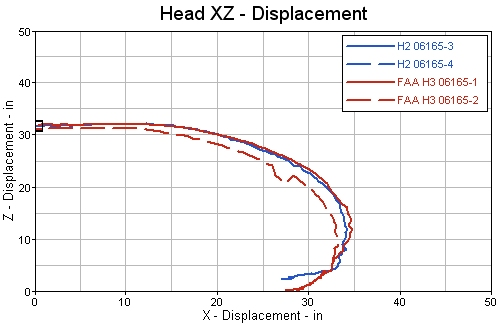 Head XZ - Displacement
H2 06165-3
H2 06165-4
FAA H3 06165-1
FAA H3 06165-2
Z - Displacement - in
50
40
30
20
10
0
0 10 20 30 40 50
X - Displacement - in